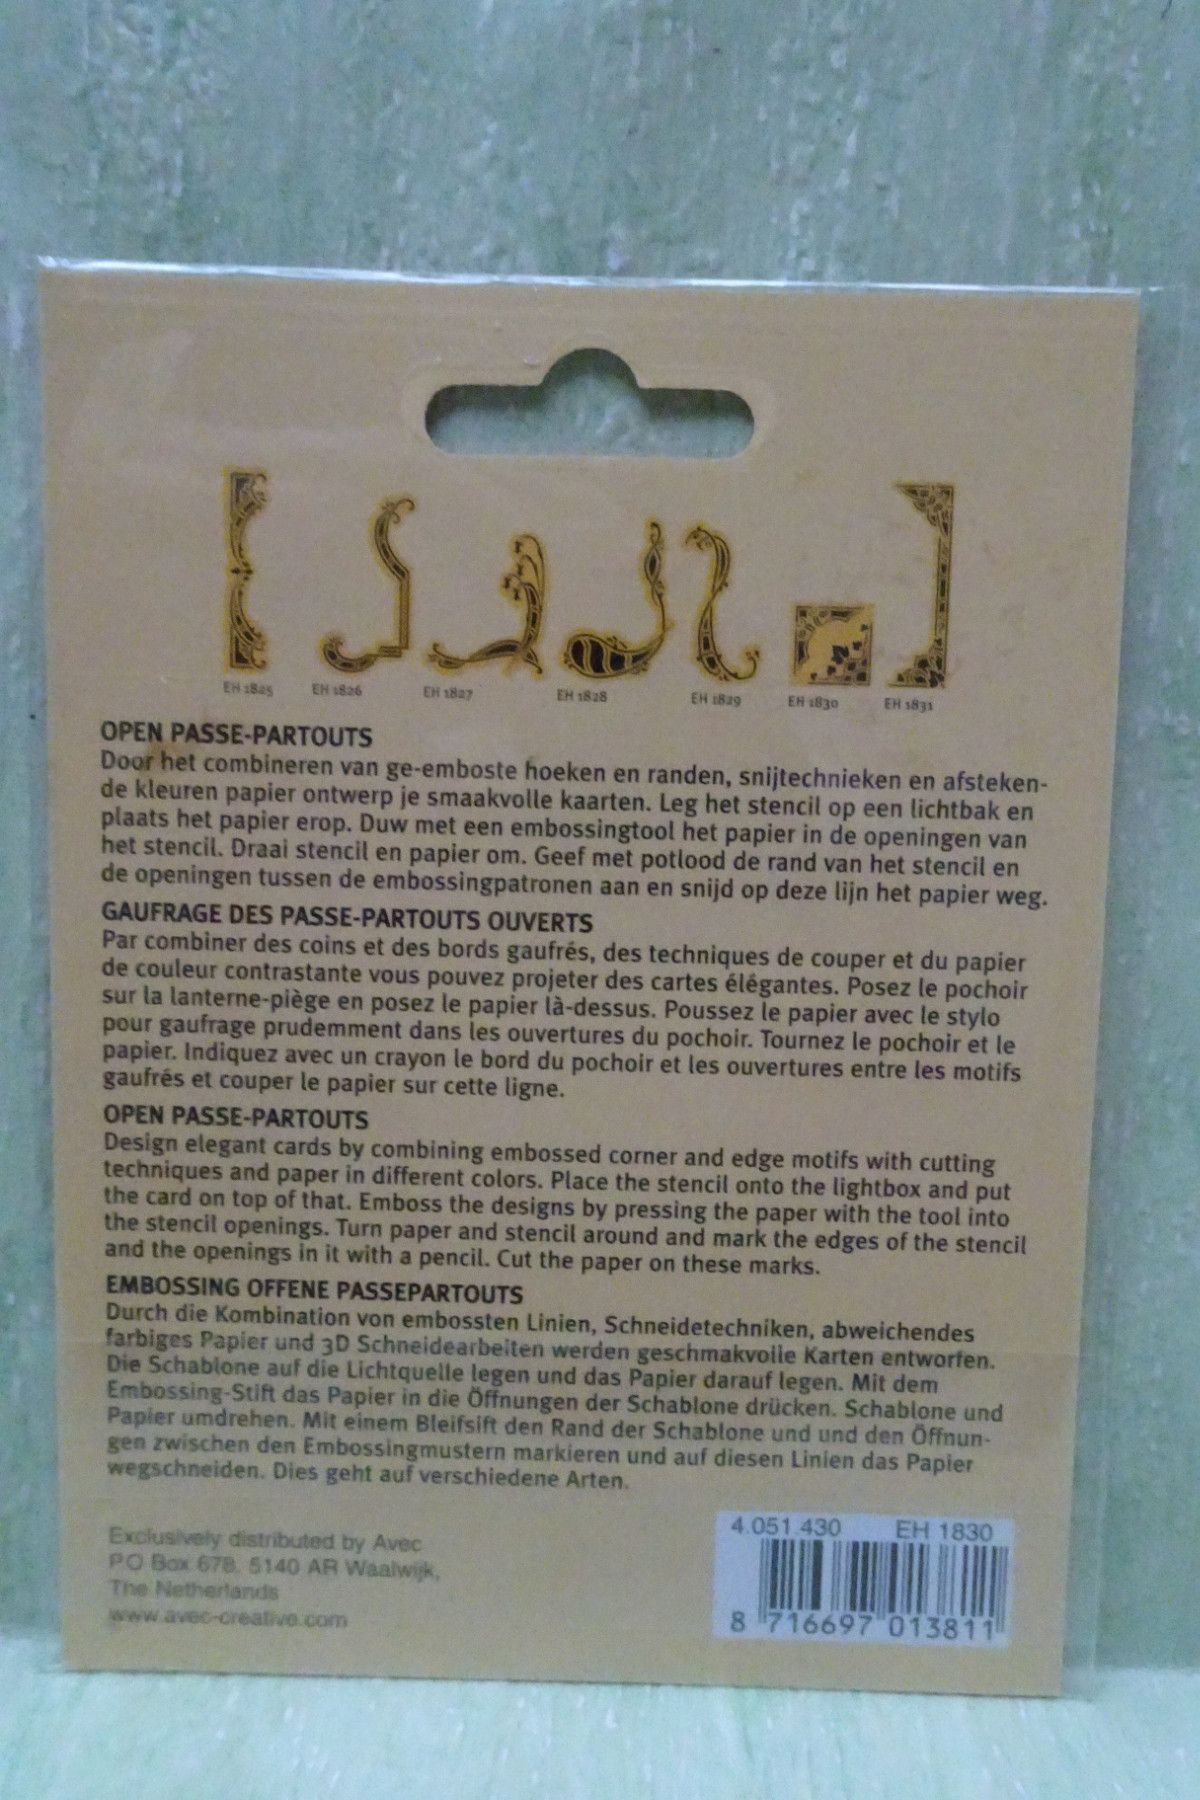 EH 1825 EH 1826 EH 1827 EH 1828 EH 1829 EH 1830 EH 1831
OPEN PASSE-PARTOUTS
Door het combineren van ge-emboste hoeken en randen, snijtechnieken en afsteken-
de kleuren papier ontwerp je smaakvolle kaarten. Leg het stencil op een lichtbak en
plaats het papier erop. Duw met een embossingtool het papier in de openingen van
het stencil. Draai stencil en papier om. Geef met potlood de rand van het stencil en
de openingen tussen de embossingpatronen aan en snijd op deze lijn het papier weg.
GAUFRAGE DES PASSE-PARTOUTS OUVERTS
Par combiner des coins et des bords gaufrés, des techniques de couper et du papier
de couleur contrastante vous pouvez projeter des cartes élégantes. Posez le pochoir
sur la lanterne-piège en posez le papier là-dessus. Poussez le papier avec le stylo
pour gaufrage prudemment dans les ouvertures du pochoir. Tournez le pochoir et le
papier. Indiquez avec un crayon le bord du pochoir et les ouvertures entre les motifs
gaufrés et couper le papier sur cette ligne.
OPEN PASSE-PARTOUTS
Design elegant cards by combining embossed corner and edge motifs with cutting
techniques and paper in different colors. Place the stencil onto the lightbox and put
the card on top of that. Emboss the designs by pressing the paper with the tool into
the stencil openings. Turn paper and stencil around and mark the edges of the stencil
and the openings in it with a pencil. Cut the paper on these marks.
EMBOSSING OFFENE PASSEPARTOUTS
Durch die Kombination von embossten Linien, Schneidetechniken, abweichendes
farbiges Papier und 3D Schneidearbeiten werden geschmakvolle Karten entworfen.
Die Schablone auf die Lichtquelle legen und das Papier darauf legen. Mit dem
Embossing-Stift das Papier in die Öffnungen der Schablone drücken. Schablone und
Papier umdrehen. Mit einem Bleifsift den Rand der Schablone und und den Öffnun-
gen zwischen den Embossingmustern markieren und auf diesen Linien das Papier
wegschneiden. Dies geht auf verschiedene Arten.
Exclusively distributed by Avec
PO Box 678, 5140 AR Waalwijk,
The Netherlands
www.avec-creative.com
4.051.430 EH 1830
8 716697 013811